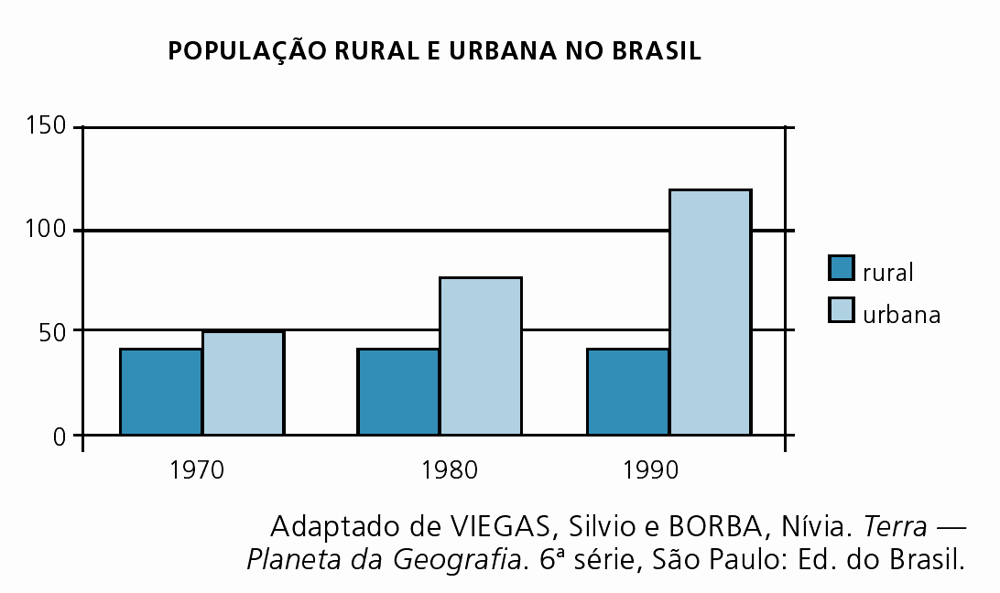 POPULAÇÃO RURAL E URBANA NO BRASIL
150
100
50
0
rural
urbana
1970 1980 1990
Adaptado de VIEGAS, Silvio e BORBA, Nívia. Terra —
Planeta da Geografia. 6ª série, São Paulo: Ed. do Brasil.